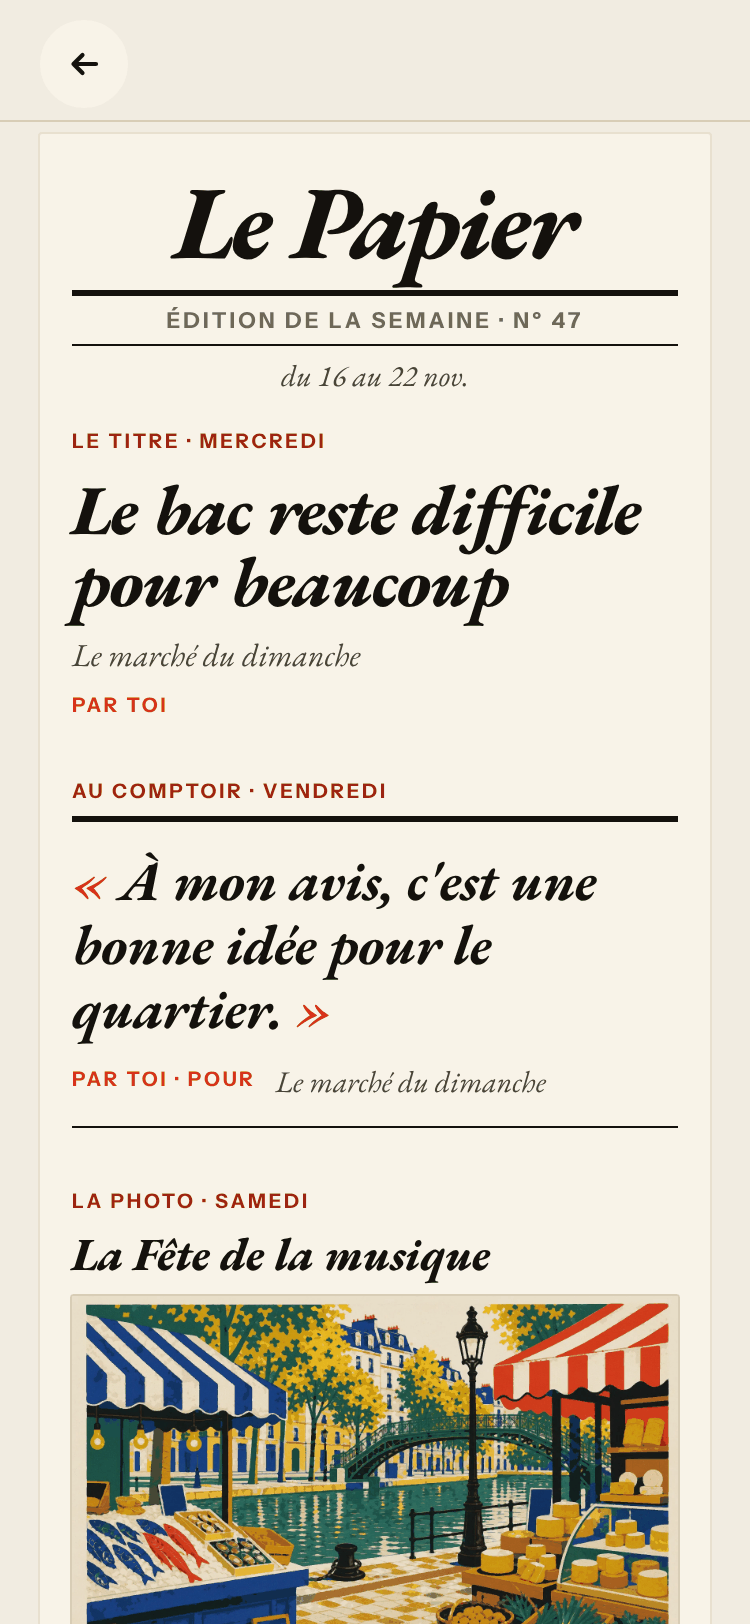 Le Papier
ÉDITION DE LA SEMAINE · N° 47
du 16 au 22 nov.
LE TITRE · MERCREDI
Le bac reste difficile
pour beaucoup
Le marché du dimanche
PAR TOI
AU COMPTOIR · VENDREDI
« À mon avis, c'est une
bonne idée pour le
quartier. »
PAR TOI · POUR Le marché du dimanche
LA PHOTO · SAMEDI
La Fête de la musique